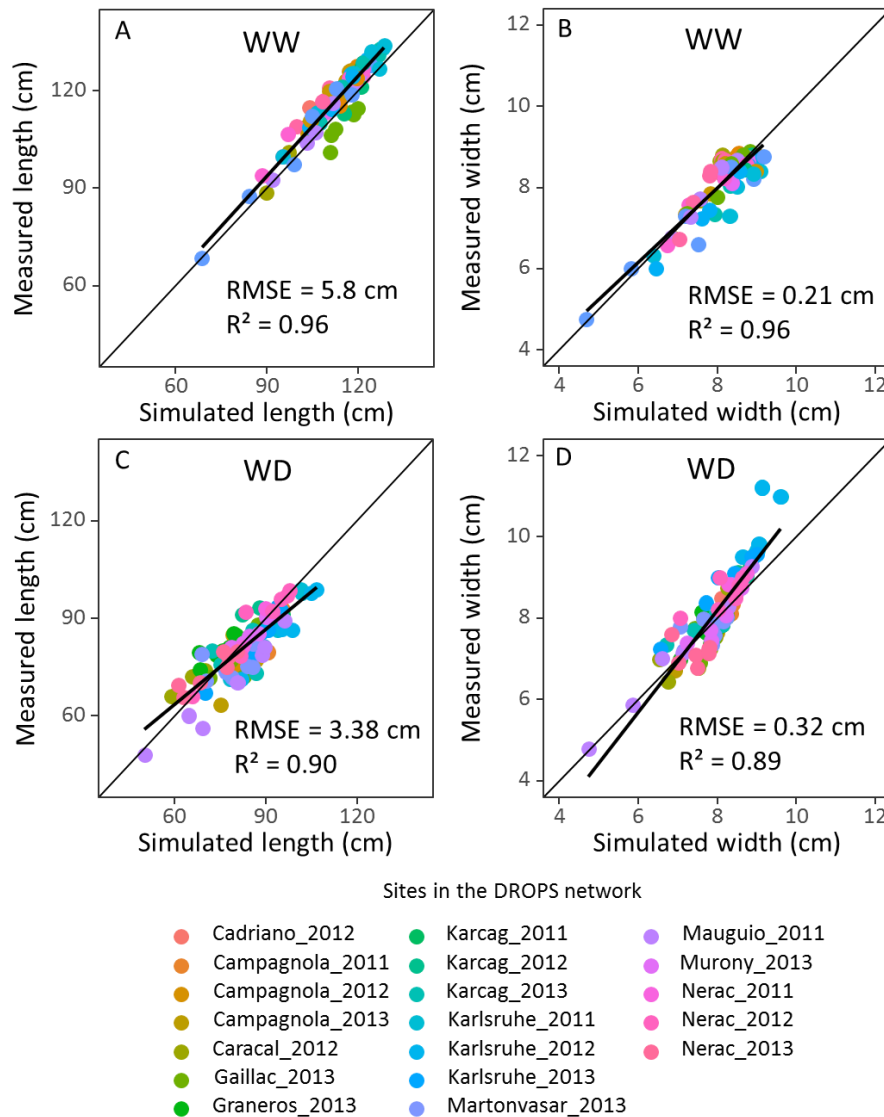 A
WW
Measured length (cm)
120
90
60
RMSE = 5.8 cm
R² = 0.96
60 90 120
Simulated length (cm)
B
WW
Measured width (cm)
12
10
8
6
4
RMSE = 0.21 cm
R² = 0.96
4 6 8 10 12
Simulated width (cm)
C
WD
Measured length (cm)
120
90
60
RMSE = 3.38 cm
R² = 0.90
60 90 120
Simulated length (cm)
D
WD
Measured width (cm)
12
10
8
6
4
RMSE = 0.32 cm
R² = 0.89
4 6 8 10 12
Simulated width (cm)
Sites in the DROPS network
Cadriano_2012
Campagnola_2011
Campagnola_2012
Campagnola_2013
Caracal_2012
Gaillac_2013
Graneros_2013
Karcag_2011
Karcag_2012
Karcag_2013
Karlsruhe_2011
Karlsruhe_2012
Karlsruhe_2013
Martonvasar_2013
Mauguio_2011
Murony_2013
Nerac_2011
Nerac_2012
Nerac_2013